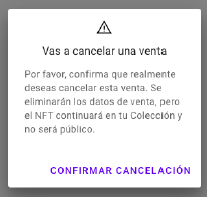 Vas a cancelar una venta
Por favor, confirma que realmente
deseas cancelar esta venta. Se
eliminarán los datos de venta, pero
el NFT continuará en tu Colección y
no será público.
CONFIRMAR CANCELACIÓN